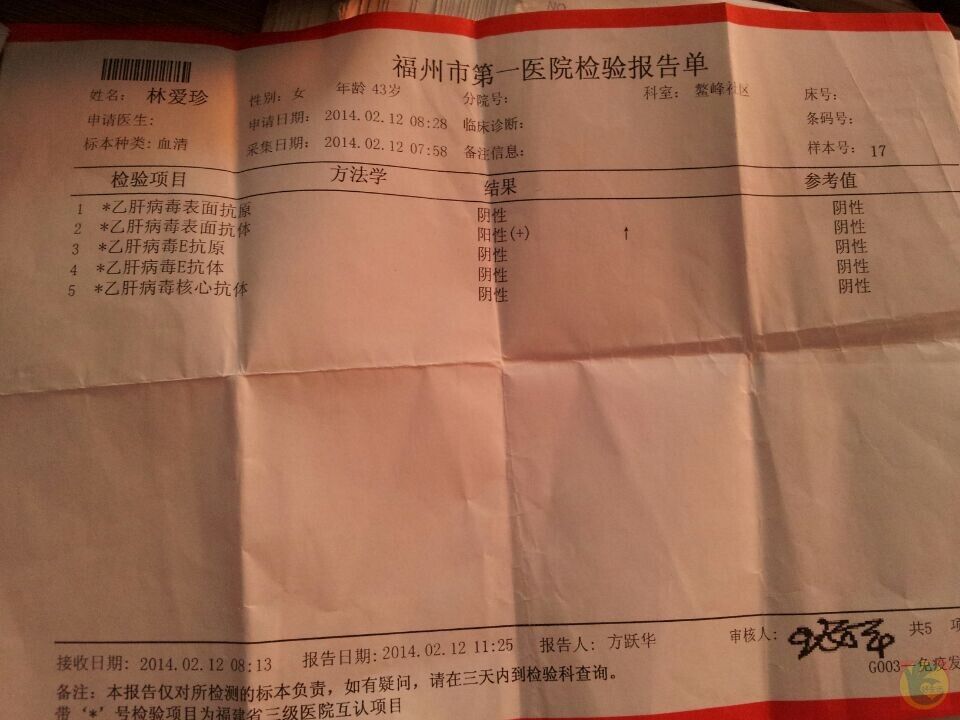 NO
福州市第一医院检验报告单
姓名: 林爱珍 性别: 女 年龄 43岁 分院号: 科室: 鳌峰社区 床号:
申请医生: 申请日期: 2014.02.12 08:28 临床诊断: 条码号:
标本种类: 血清 采集日期: 2014.02.12 07:58 备注信息: 样本号: 17
检验项目 方法学 结果 参考值
1 *乙肝病毒表面抗原 阴性 阴性
2 *乙肝病毒表面抗体 阳性(+) ↑ 阴性
3 *乙肝病毒E抗原 阴性 阴性
4 *乙肝病毒E抗体 阴性 阴性
5 *乙肝病毒核心抗体 阴性 阴性
接收日期: 2014.02.12 08:13 报告日期: 2014.02.12 11:25 报告人: 方跃华 审核人: 共5 项
G003一免疫发
备注: 本报告仅对所检测的标本负责，如有疑问，请在三天内到检验科查询。
带‘*’号检验项目为福建省三级医院互认项目